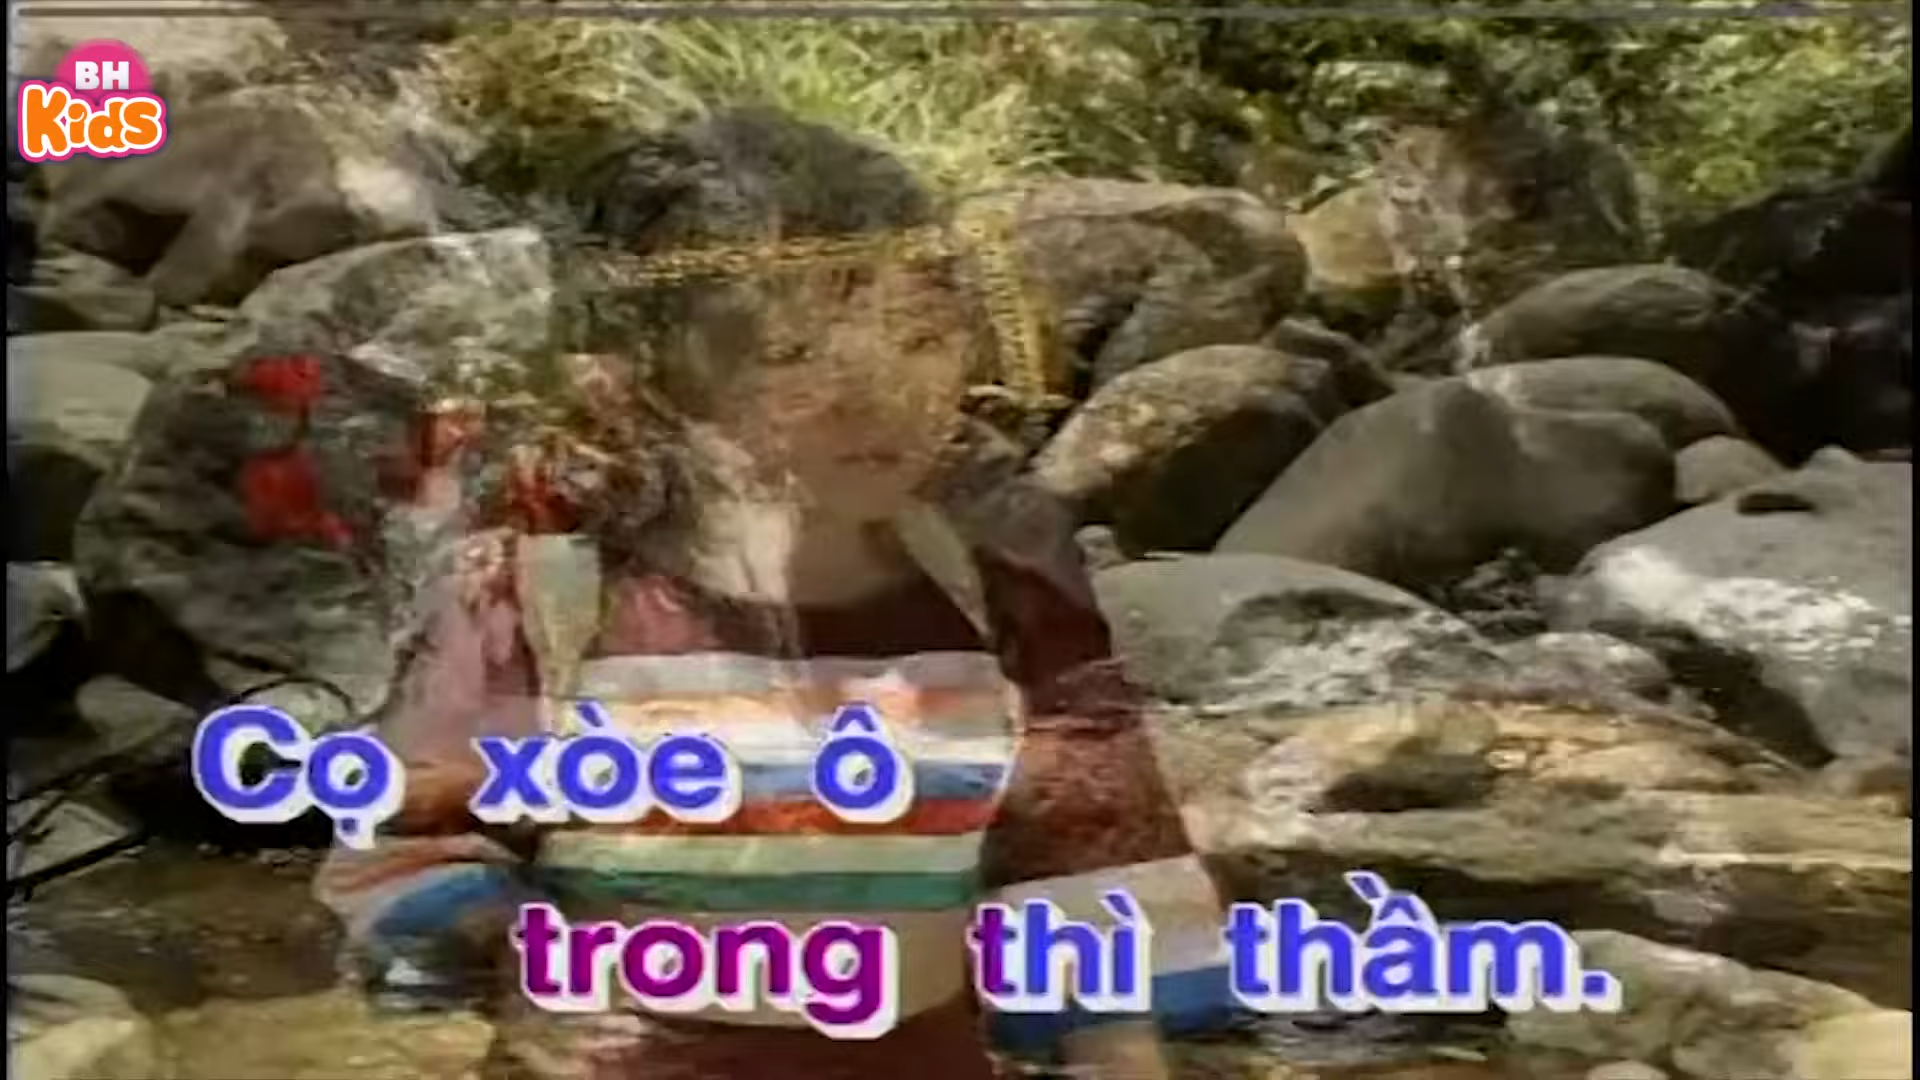 BH
Kids
Cọ xòe ô
trong thì thầm.